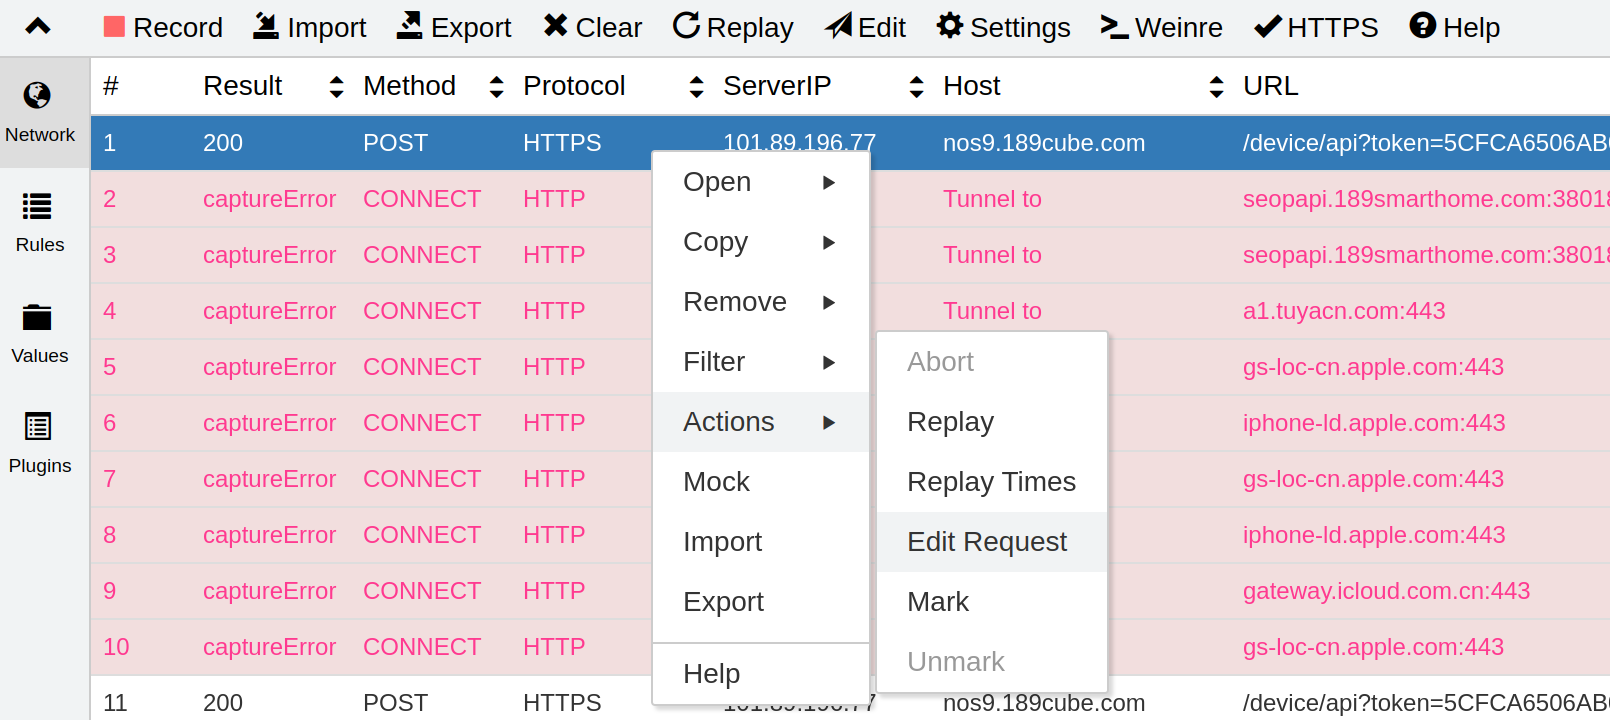 Record Import Export Clear Replay Edit Settings Weinre HTTPS Help
# Result Method Protocol ServerIP Host URL
Network
1 200 POST HTTPS 101.89.196.77 nos9.189cube.com /device/api?token=5CFCA6506AB
Open
2 captureError CONNECT HTTP Tunnel to seopapi.189smarthome.com:38018
Rules
Copy
3 captureError CONNECT HTTP Tunnel to seopapi.189smarthome.com:38018
Remove
4 captureError CONNECT HTTP Tunnel to a1.tuyacn.com:443
Values
Filter
Abort
5 captureError CONNECT HTTP gs-loc-cn.apple.com:443
Actions
Replay
6 captureError CONNECT HTTP iphone-ld.apple.com:443
Plugins
Mock
Replay Times
7 captureError CONNECT HTTP gs-loc-cn.apple.com:443
8 captureError CONNECT HTTP iphone-ld.apple.com:443
Import
Edit Request
9 captureError CONNECT HTTP gateway.icloud.com.cn:443
Export
Mark
10 captureError CONNECT HTTP gs-loc-cn.apple.com:443
Unmark
Help
11 200 POST HTTPS 101.89.196.77 nos9.189cube.com /device/api?token=5CFCA6506AB